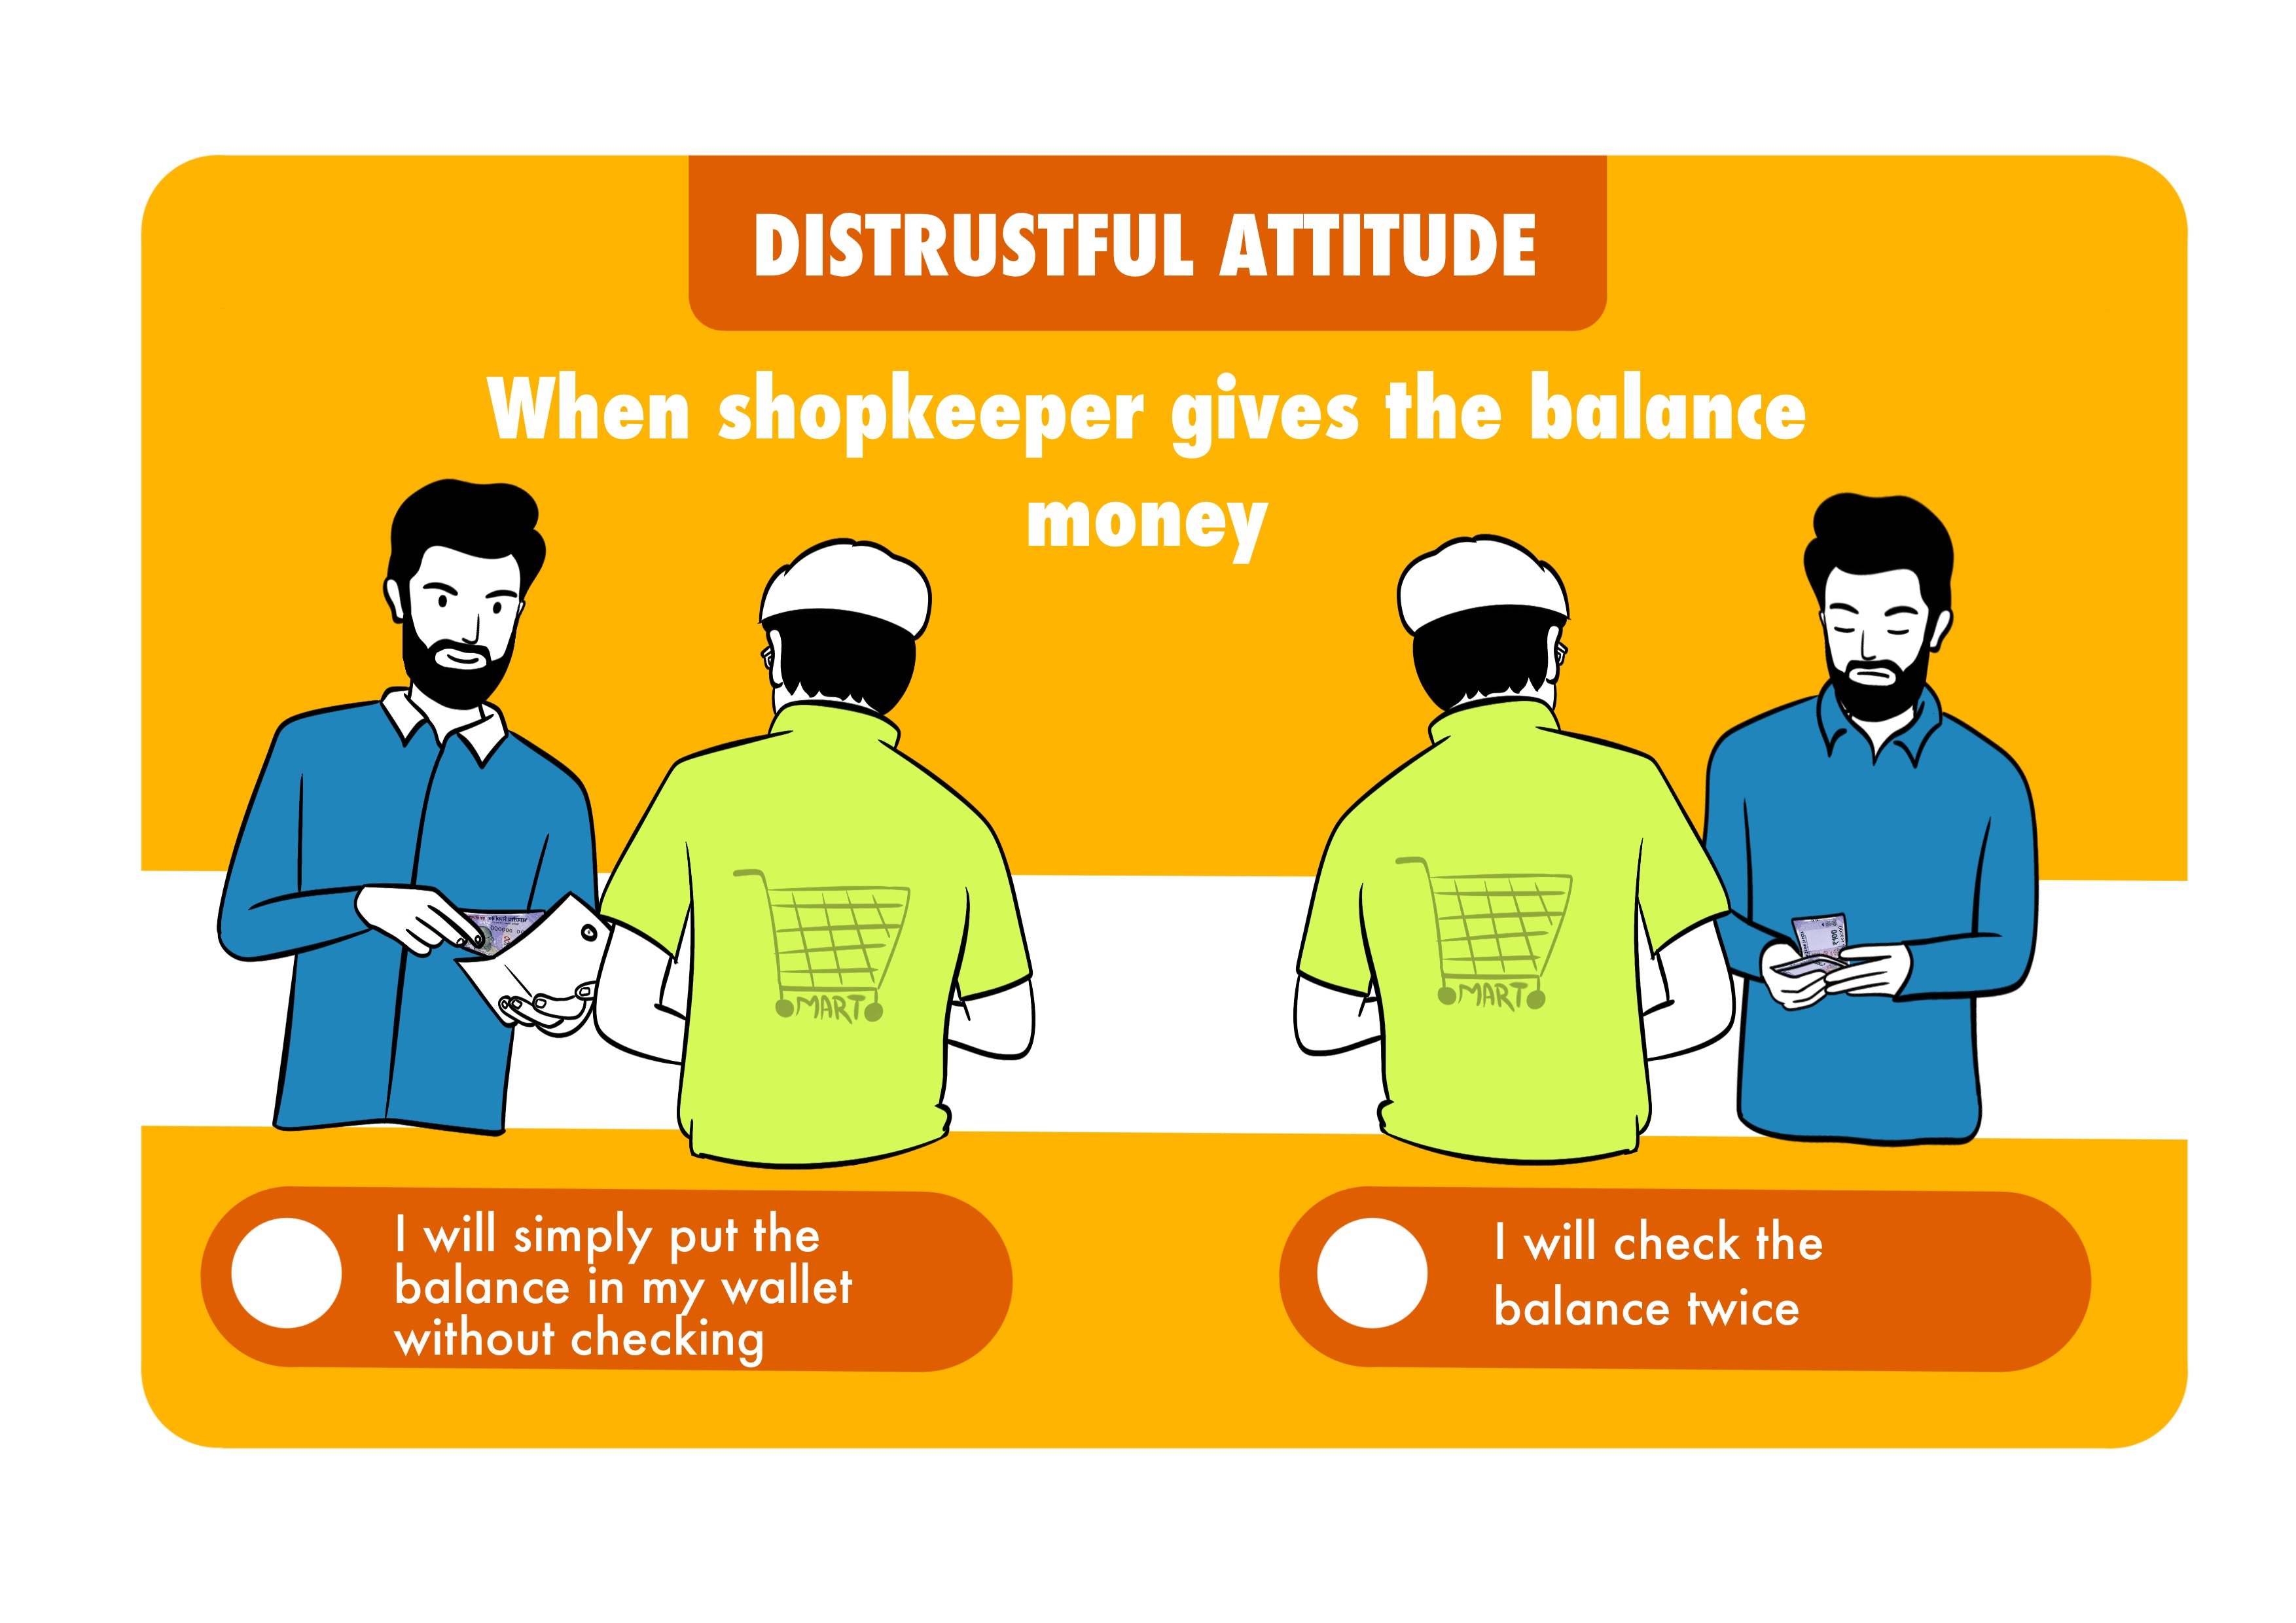 DISTRUSTFUL ATTITUDE
When shopkeeper gives the balance
money
MART
MART
I will simply put the
balance in my wallet
without checking
I will check the
balance twice